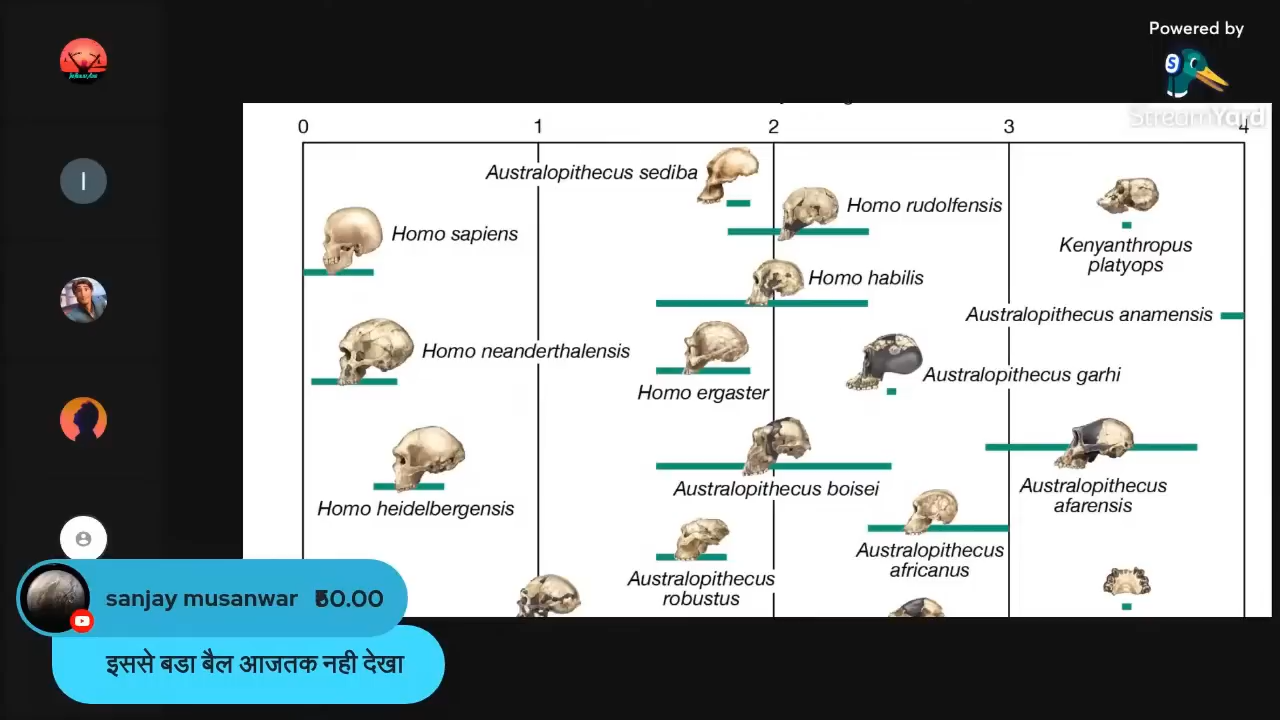 Powered by
StreamYard
0 1 2 3 4
Australopithecus sediba
Homo rudolfensis
Homo sapiens
Kenyanthropus
platyops
Homo habilis
Australopithecus anamensis
Homo neanderthalensis
Homo ergaster
Australopithecus garhi
Australopithecus boisei
Australopithecus
afarensis
Homo heidelbergensis
Australopithecus
africanus
Australopithecus
robustus
sanjay musanwar 50.00
इससे बडा बैल आजतक नही देखा